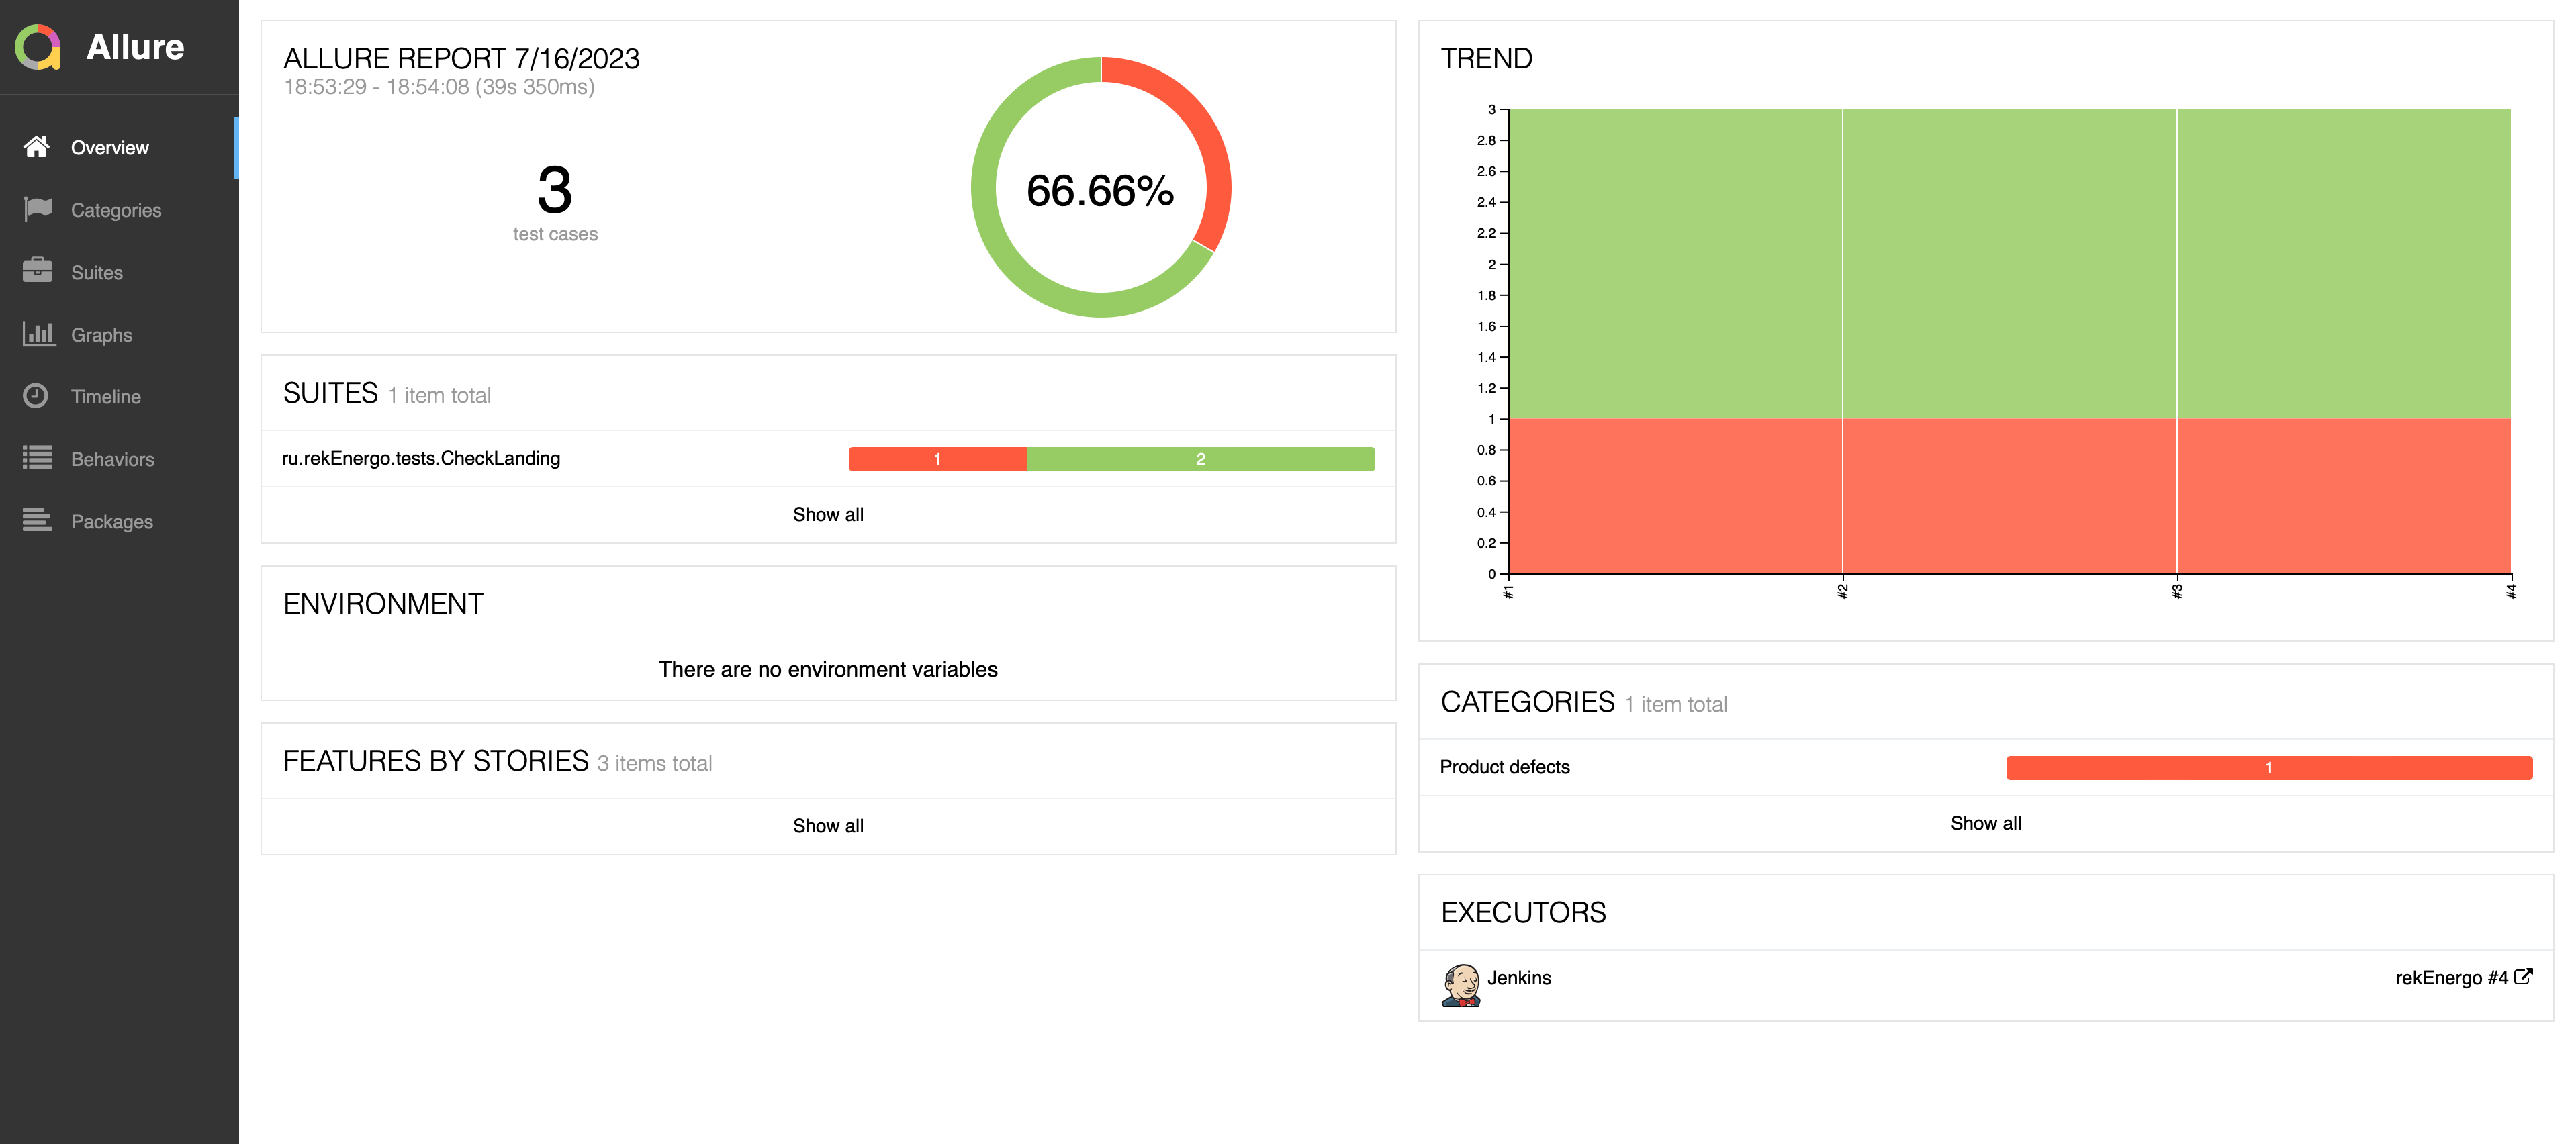 Allure
Overview
Categories
Suites
Graphs
Timeline
Behaviors
Packages
ALLURE REPORT 7/16/2023
18:53:29 - 18:54:08 (39s 350ms)
3
test cases
66.66%
SUITES 1 item total
ru.rekEnergo.tests.CheckLanding 1 2
Show all
ENVIRONMENT
There are no environment variables
FEATURES BY STORIES 3 items total
Show all
TREND
3
2.8
2.6
2.4
2.2
2
1.8
1.6
1.4
1.2
1
0.8
0.6
0.4
0.2
0
#1 #2 #3 #4
CATEGORIES 1 item total
Product defects 1
Show all
EXECUTORS
Jenkins rekEnergo #4